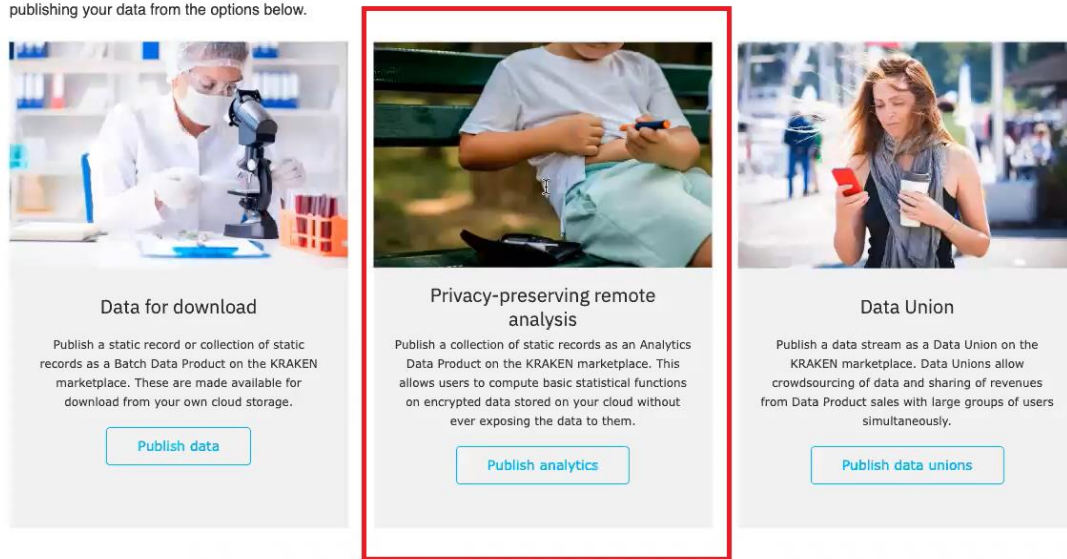 publishing your data from the options below.
Data for download
Publish a static record or collection of static
records as a Batch Data Product on the KRAKEN
marketplace. These are made available for
download from your own cloud storage.
Publish data
Privacy-preserving remote
analysis
Publish a collection of static records as an Analytics
Data Product on the KRAKEN marketplace. This
allows users to compute basic statistical functions
on encrypted data stored on your cloud without
ever exposing the data to them.
Publish analytics
Data Union
Publish a data stream as a Data Union on the
KRAKEN marketplace. Data Unions allow
crowdsourcing of data and sharing of revenues
from Data Product sales with large groups of users
simultaneously.
Publish data unions